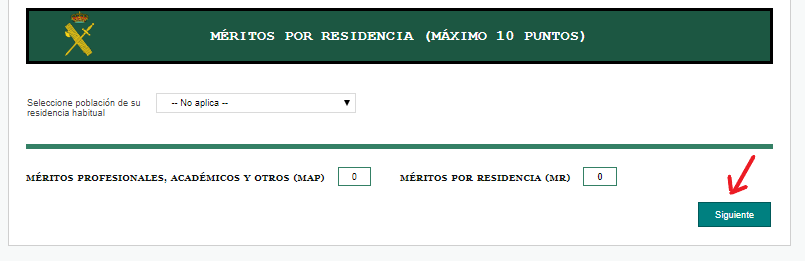 MÉRITOS POR RESIDENCIA (MÁXIMO 10 PUNTOS)
Seleccione población de su
residencia habitual
-- No aplica --
MÉRITOS PROFESIONALES, ACADÉMICOS Y OTROS (MAP) 0 MÉRITOS POR RESIDENCIA (MR) 0
Siguiente